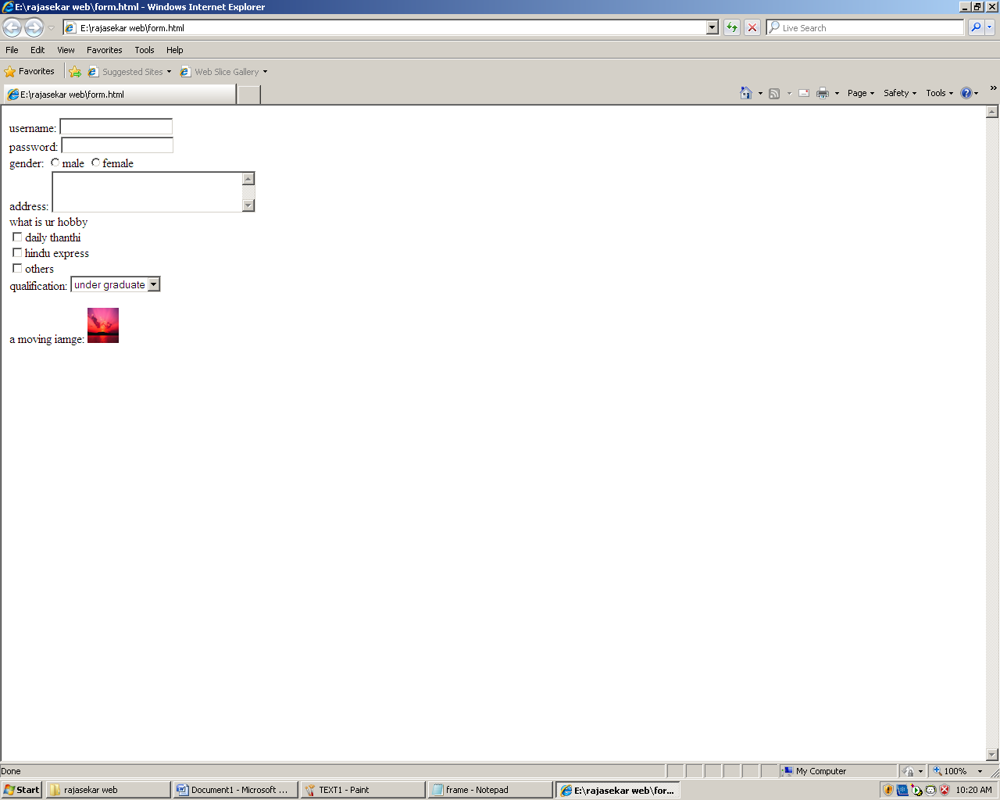 E:\rajasekar web\form.html - Windows Internet Explorer
E:\rajasekar web\form.html
Live Search
File Edit View Favorites Tools Help
Favorites Suggested Sites Web Slice Gallery
E:\rajasekar web\form.html
Page Safety Tools
username:
password:
gender: male female
address:
what is ur hobby
daily thanthi
hindu express
others
qualification: under graduate
a moving iamge:
Done My Computer 100%
Start rajasekar web Document1 - Microsoft ... TEXT1 - Paint frame - Notepad E:\rajasekar web\for... 10:20 AM